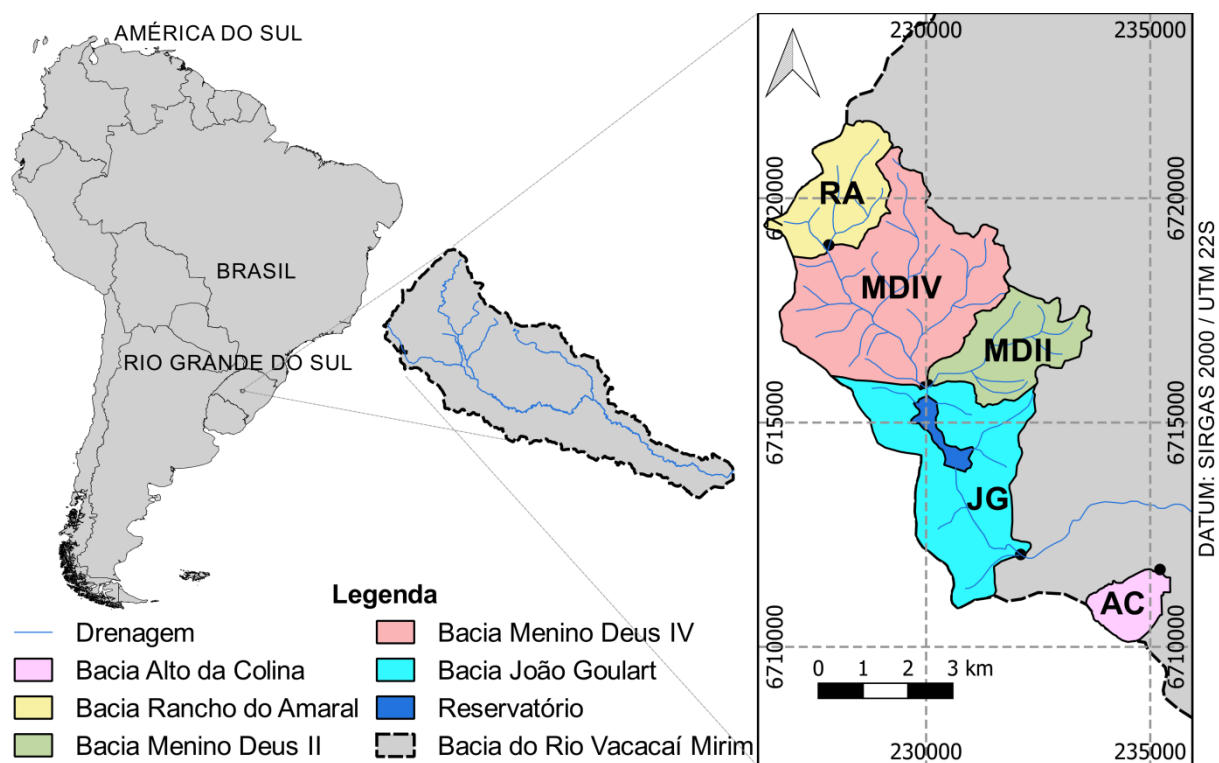 AMÉRICA DO SUL
BRASIL
RIO GRANDE DO SUL
230000
235000
6720000
6720000
RA
MDIV
MDII
6715000
6715000
JG
AC
6710000
6710000
0 1 2 3 km
230000
235000
DATUM: SIRGAS 2000 / UTM 22S
Legenda
Drenagem
Bacia Alto da Colina
Bacia Rancho do Amaral
Bacia Menino Deus II
Bacia Menino Deus IV
Bacia João Goulart
Reservatório
Bacia do Rio Vacacaí Mirim